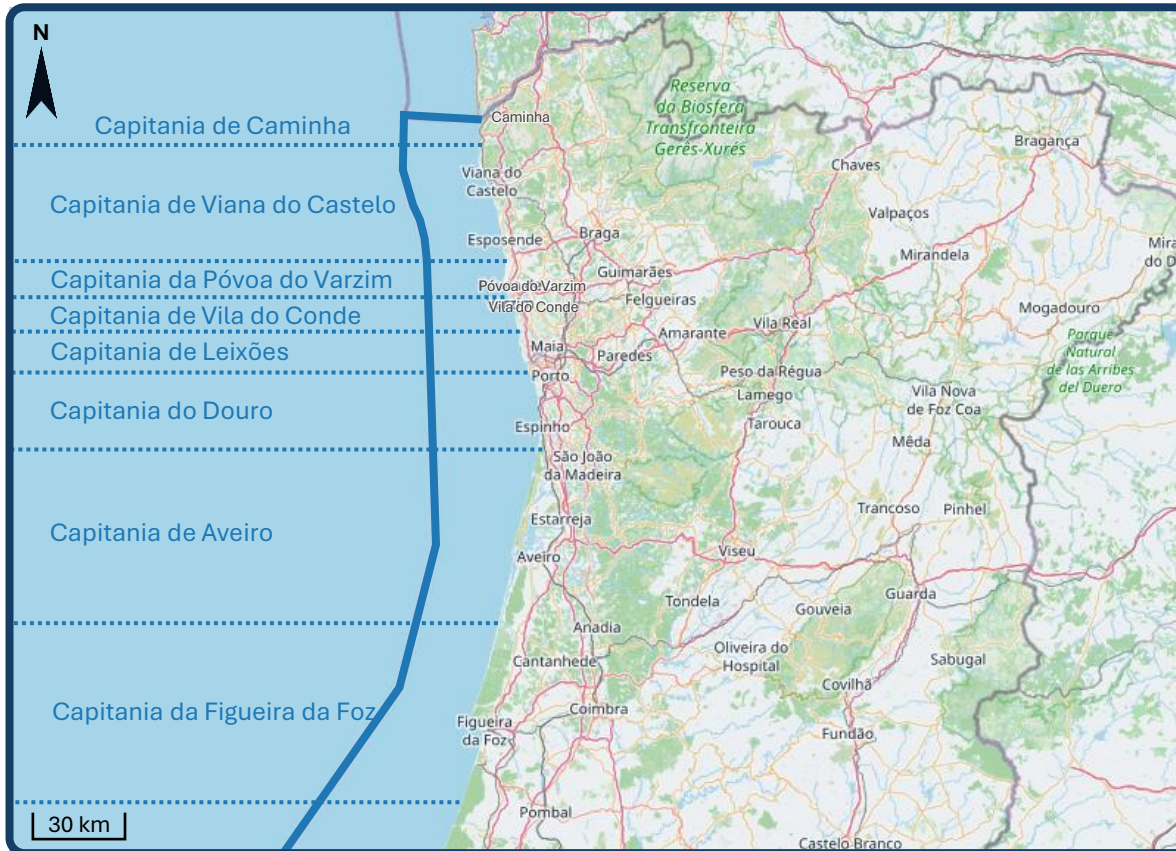 N
Capitania de Caminha
Capitania de Viana do Castelo
Capitania da Póvoa do Varzim
Capitania de Vila do Conde
Capitania de Leixões
Capitania do Douro
Capitania de Aveiro
Capitania da Figueira da Foz
30 km
Reserva
da Biosfera
Transfronteira
Gerês-Xurés
Caminha
Bragança
Chaves
Viana do
Castelo
Valpaços
Esposende
Braga
Mirandela
Mira
do D
Guimarães
Póvoa do Varzim
Vila do Conde
Felgueiras
Mogadouro
Amarante
Vila Real
Parque
Natural
de las Arribes
del Duero
Maia
Paredes
Porto
Peso da Régua
Lamego
Vila Nova
de Foz Coa
Tarouca
Espinho
Mêda
São João
da Madeira
Trancoso
Pinhel
Estarreja
Aveiro
Viseu
Guarda
Tondela
Gouveia
Anadia
Oliveira do
Hospital
Sabugal
Cantanhede
Covilhã
Coimbra
Figueira
da Foz
Fundão
Pombal
Castelo Branco